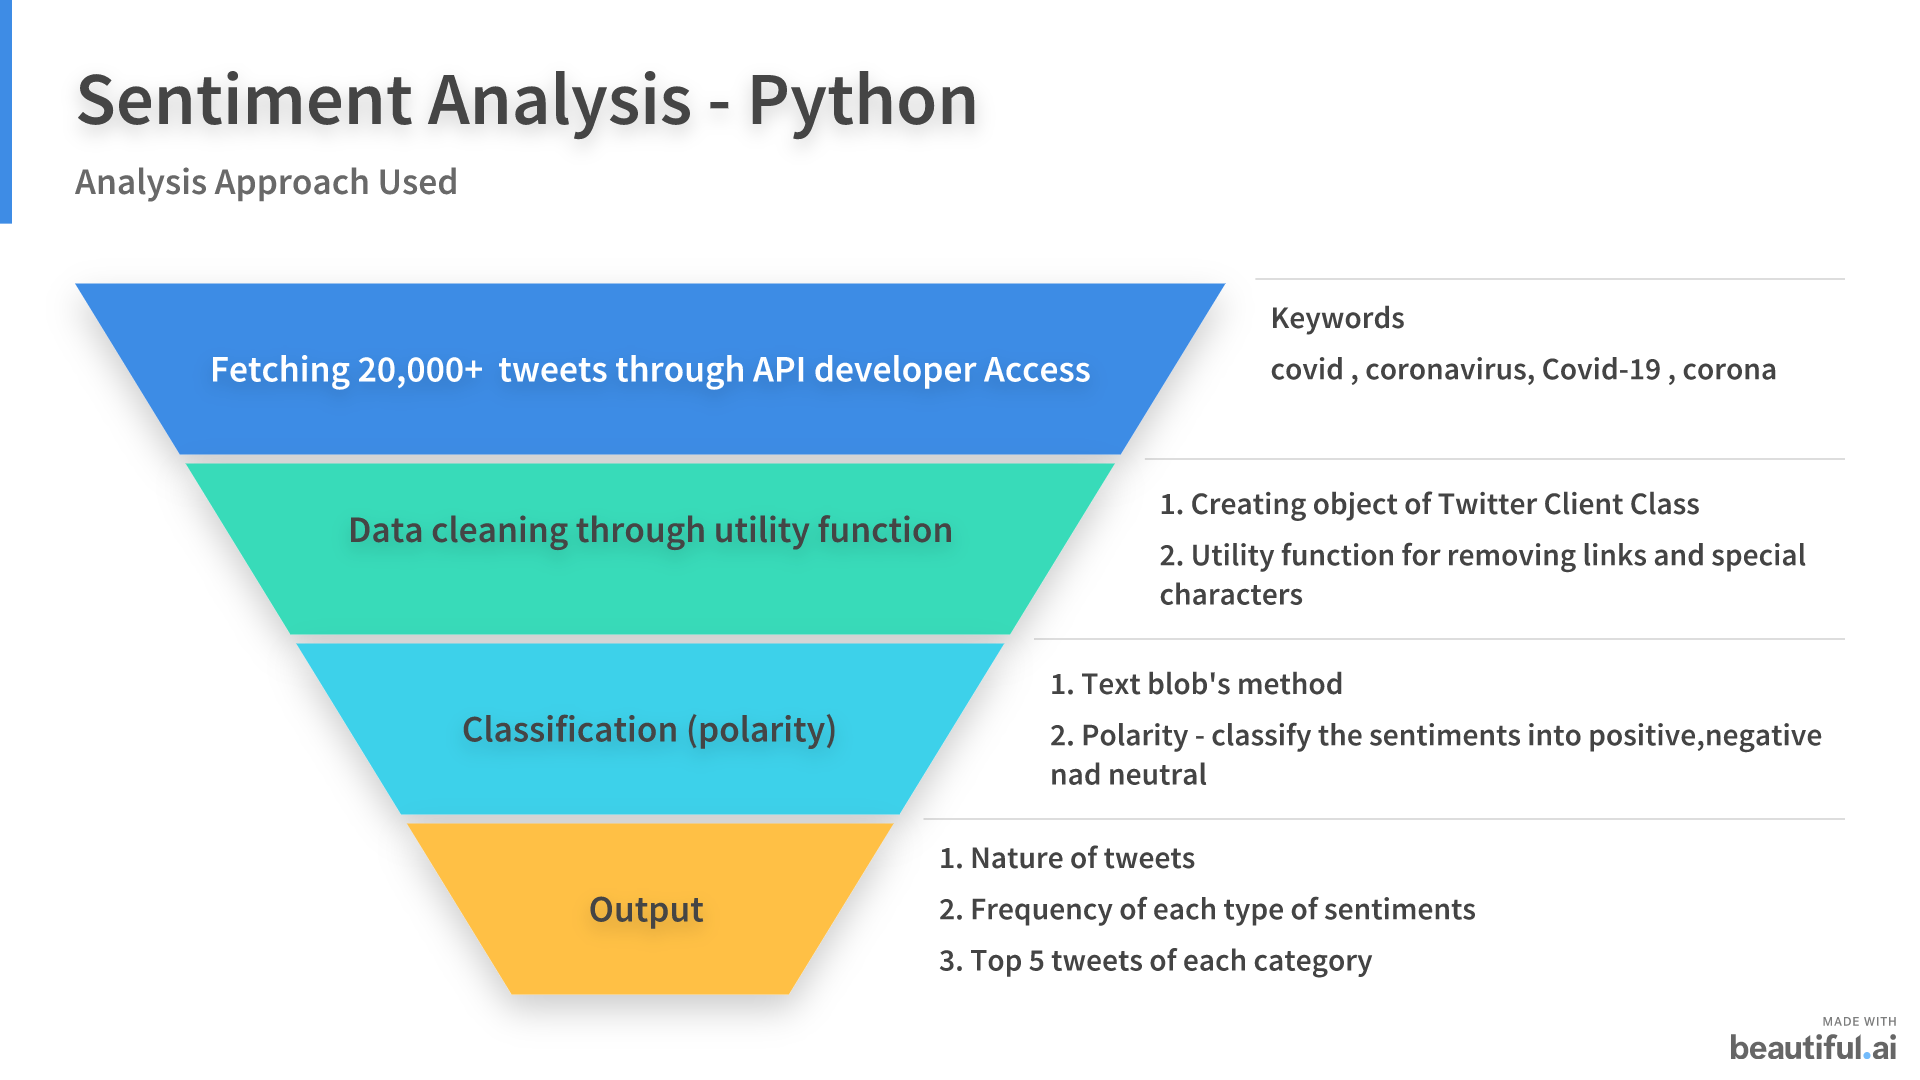 Sentiment Analysis - Python
Analysis Approach Used
Fetching 20,000+ tweets through API developer Access
Keywords
covid , coronavirus, Covid-19 , corona
Data cleaning through utility function
1. Creating object of Twitter Client Class
2. Utility function for removing links and special
characters
Classification (polarity)
1. Text blob's method
2. Polarity - classify the sentiments into positive,negative
nad neutral
Output
1. Nature of tweets
2. Frequency of each type of sentiments
3. Top 5 tweets of each category
MADE WITH
beautiful.ai